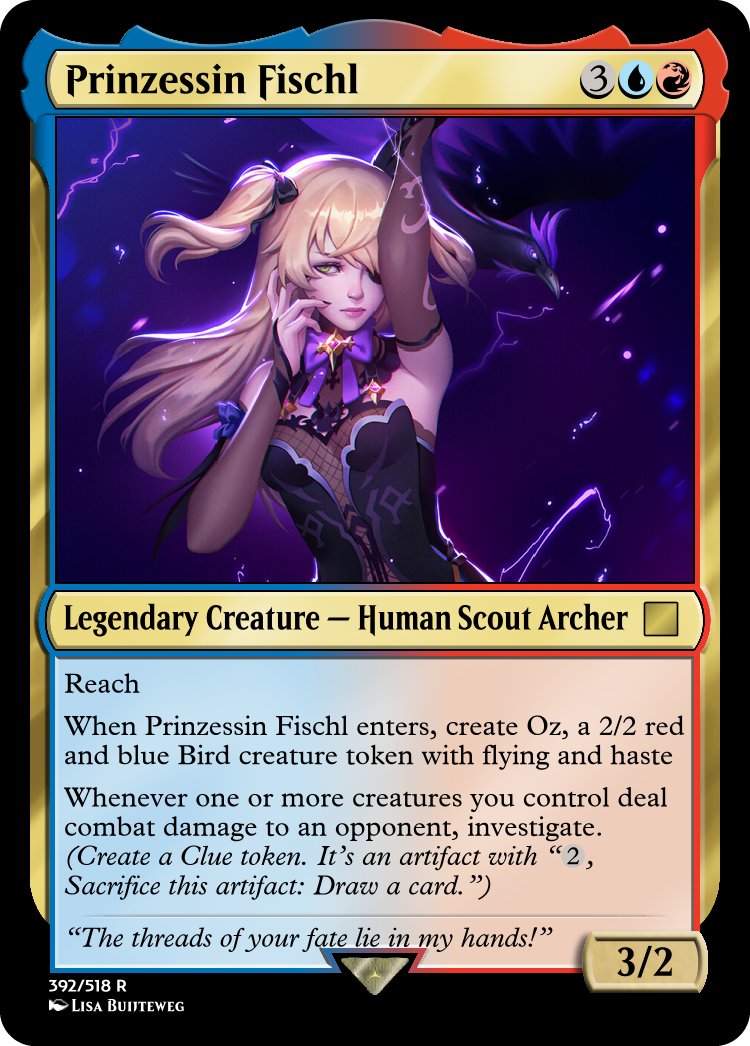 Prinzessin Fischl 3
Legendary Creature — Human Scout Archer
Reach
When Prinzessin Fischl enters, create Oz, a 2/2 red
and blue Bird creature token with flying and haste
Whenever one or more creatures you control deal
combat damage to an opponent, investigate.
(Create a Clue token. It's an artifact with “2,
Sacrifice this artifact: Draw a card.”)
“The threads of your fate lie in my hands!”
3/2
392/518 R
Lisa Buijteweg